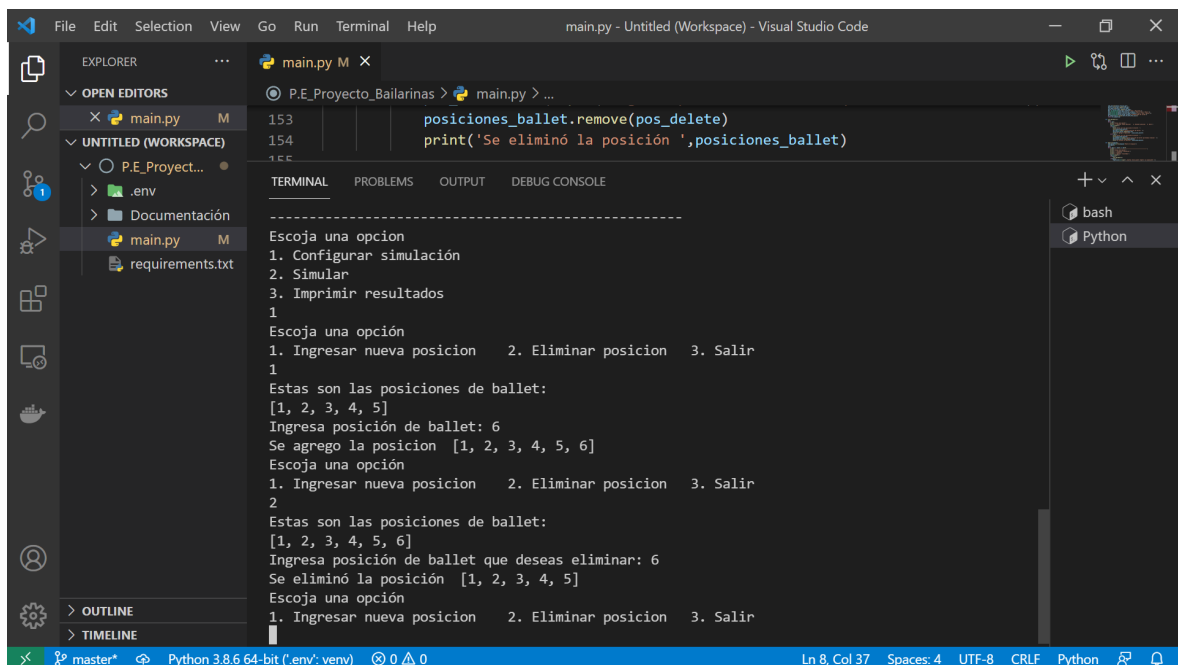 File Edit Selection View Go Run Terminal Help main.py - Untitled (Workspace) - Visual Studio Code
EXPLORER ··· main.py M
OPEN EDITORS P.E_Proyecto_Bailarinas > main.py > ...
main.py M
UNTITLED (WORKSPACE)
P.E_Proyect...
.env
Documentación
main.py M
requirements.txt
OUTLINE
TIMELINE
153 posiciones_ballet.remove(pos_delete)
154 print('Se eliminó la posición ',posiciones_ballet)
155
TERMINAL PROBLEMS OUTPUT DEBUG CONSOLE
bash
Python
----------------------------------------------------
Escoja una opcion
1. Configurar simulación
2. Simular
3. Imprimir resultados
1
Escoja una opción
1. Ingresar nueva posicion 2. Eliminar posicion 3. Salir
1
Estas son las posiciones de ballet:
[1, 2, 3, 4, 5]
Ingresa posición de ballet: 6
Se agrego la posicion [1, 2, 3, 4, 5, 6]
Escoja una opción
1. Ingresar nueva posicion 2. Eliminar posicion 3. Salir
2
Estas son las posiciones de ballet:
[1, 2, 3, 4, 5, 6]
Ingresa posición de ballet que deseas eliminar: 6
Se eliminó la posición [1, 2, 3, 4, 5]
Escoja una opción
1. Ingresar nueva posicion 2. Eliminar posicion 3. Salir
1
master* Python 3.8.6 64-bit ('.env': venv) 0 0 Ln 8, Col 37 Spaces: 4 UTF-8 CRLF Python